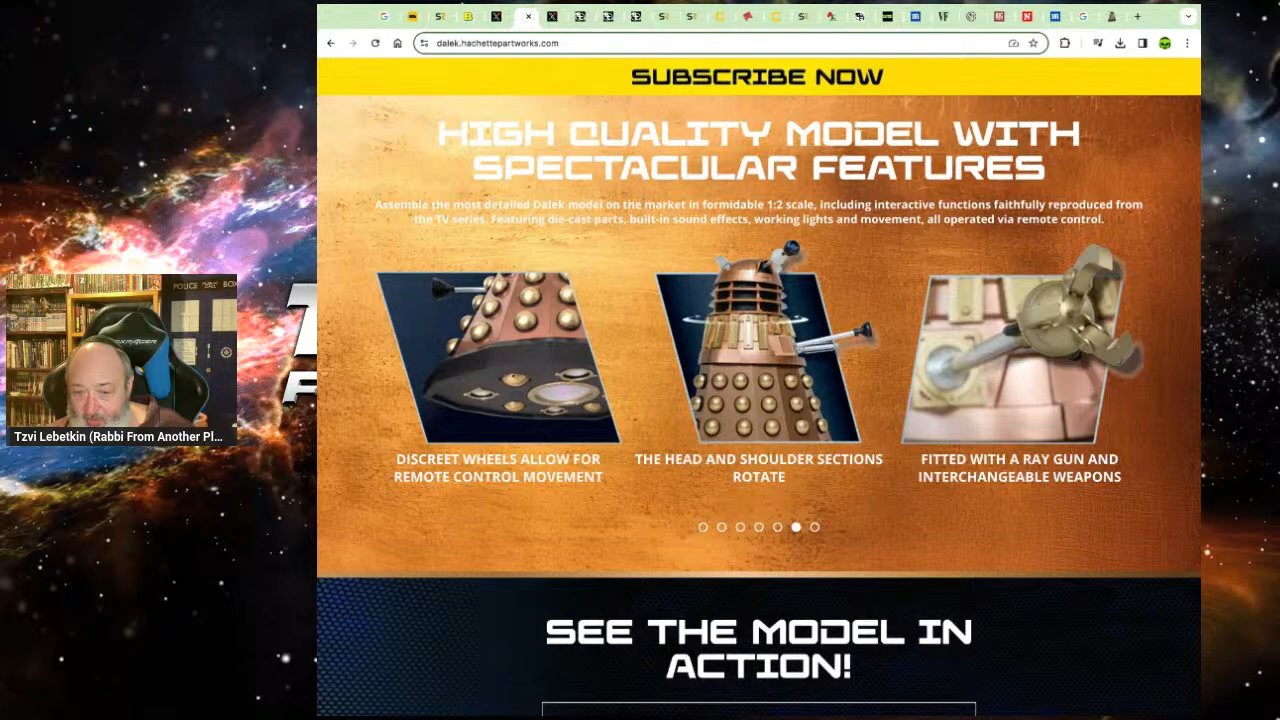 dalek.hachettepartworks.com
SUBSCRIBE NOW
HIGH QUALITY MODEL WITH
SPECTACULAR FEATURES
Assemble the most detailed Dalek model on the market in formidable 1:2 scale, including interactive functions faithfully reproduced from
the TV series. Featuring die-cast parts, built-in sound effects, working lights and movement, all operated via remote control.
POLICE BOX
Tzvi Lebetkin (Rabbi From Another Pl...
DISCREET WHEELS ALLOW FOR
REMOTE CONTROL MOVEMENT
THE HEAD AND SHOULDER SECTIONS
ROTATE
FITTED WITH A RAY GUN AND
INTERCHANGEABLE WEAPONS
SEE THE MODEL IN
ACTION!